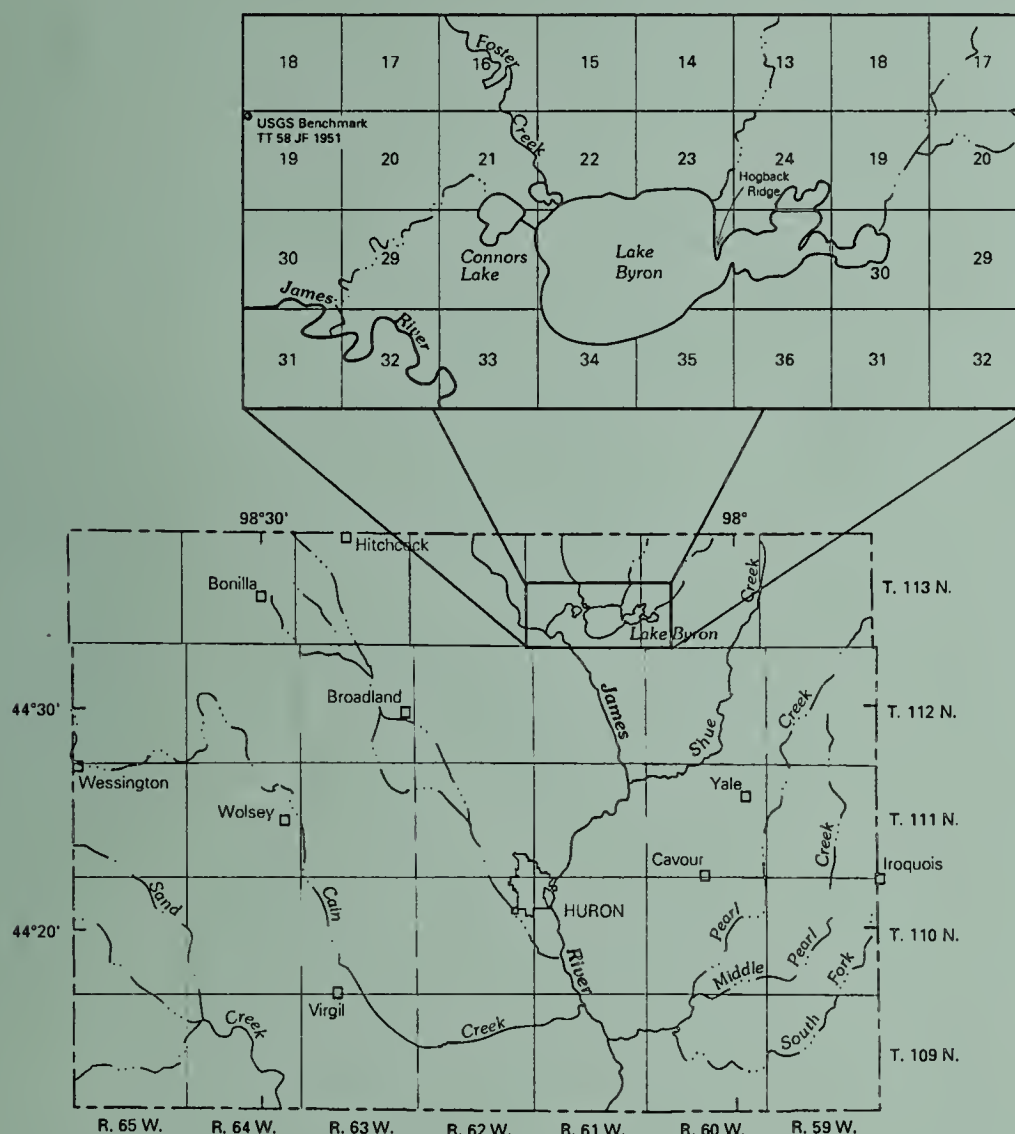 18 17 16 15 14 13 18 17
Foster
Creek
USGS Benchmark
TT 58 JF 1951
19 20 21 22 23 24 19 20
Hogback
Ridge
30 29 Connors
Lake
Lake
Byron
30 29
James
River
31 32 33 34 35 36 31 32
98°30' 98°
Hitchcock
Bonilla
Creek
T. 113 N.
Lake Byron
44°30'
Broadland
James
Shue
Creek
T. 112 N.
Wessington
Wolsey
Yale
Creek
T. 111 N.
Cavour
Iroquois
Sand
Cain
HURON
44°20'
Pearl
Pearl
Fork
T. 110 N.
River
Middle
Virgil
Creek
Creek
South
T. 109 N.
R. 65 W. R. 64 W. R. 63 W. R. 62 W. R. 61 W. R. 60 W. R. 59 W.